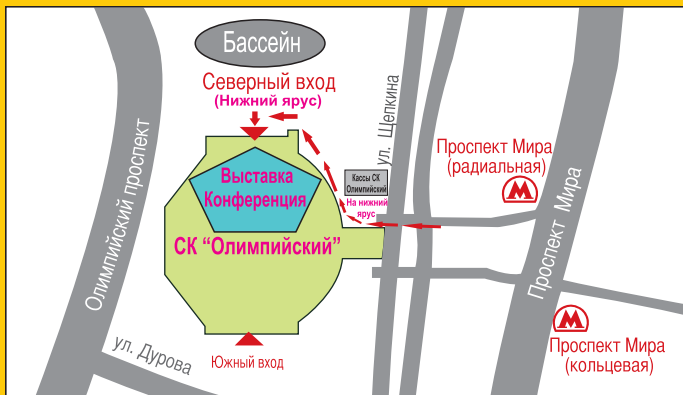 Бассейн
Северный вход
(Нижний ярус)
Олимпийский проспект
ул. Щепкина
Проспект Мира
(радиальная)
М
Кассы СК
Олимпийский
На нижний
ярус
Выставка
Конференция
СК “Олимпийский”
Проспект Мира
М
Проспект Мира
(кольцевая)
ул. Дурова
Южный вход